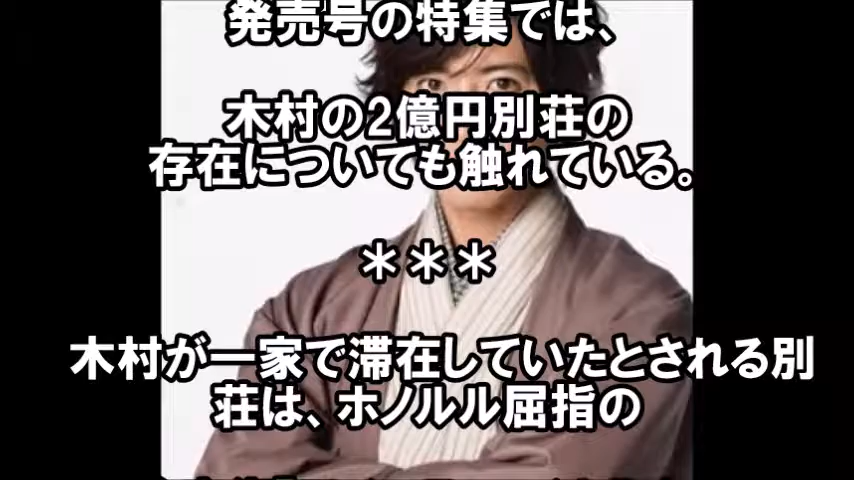 発売号の特集では、
木村の2億円別荘の
存在についても触れている。
＊＊＊
木村が一家で滞在していたとされる別
荘は、ホノルル屈指の